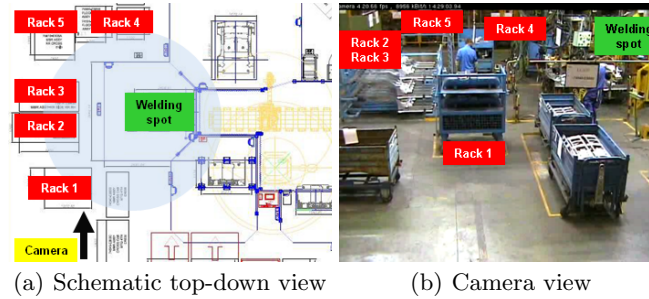 Rack 5
Rack 4
Rack 3
Rack 2
Welding
spot
Rack 1
Camera
Rack 5
Rack 4
Welding
spot
Rack 2
Rack 3
Rack 1
(a) Schematic top-down view
(b) Camera view